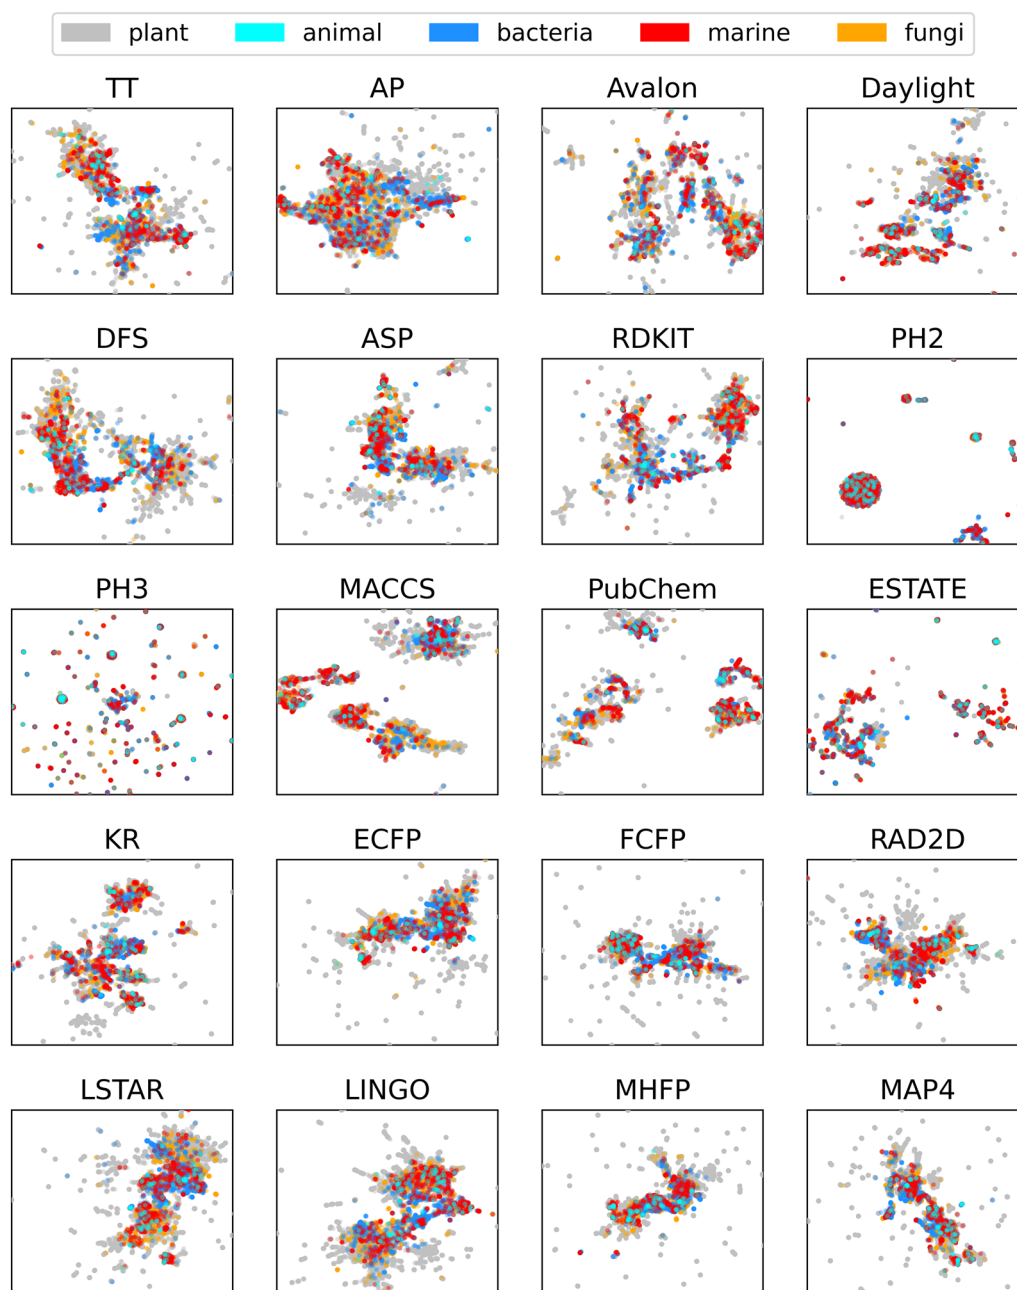 plant animal bacteria marine fungi
TT AP Avalon Daylight
DFS ASP RDKIT PH2
PH3 MACCS PubChem ESTATE
KR ECFP FCFP RAD2D
LSTAR LINGO MHFP MAP4